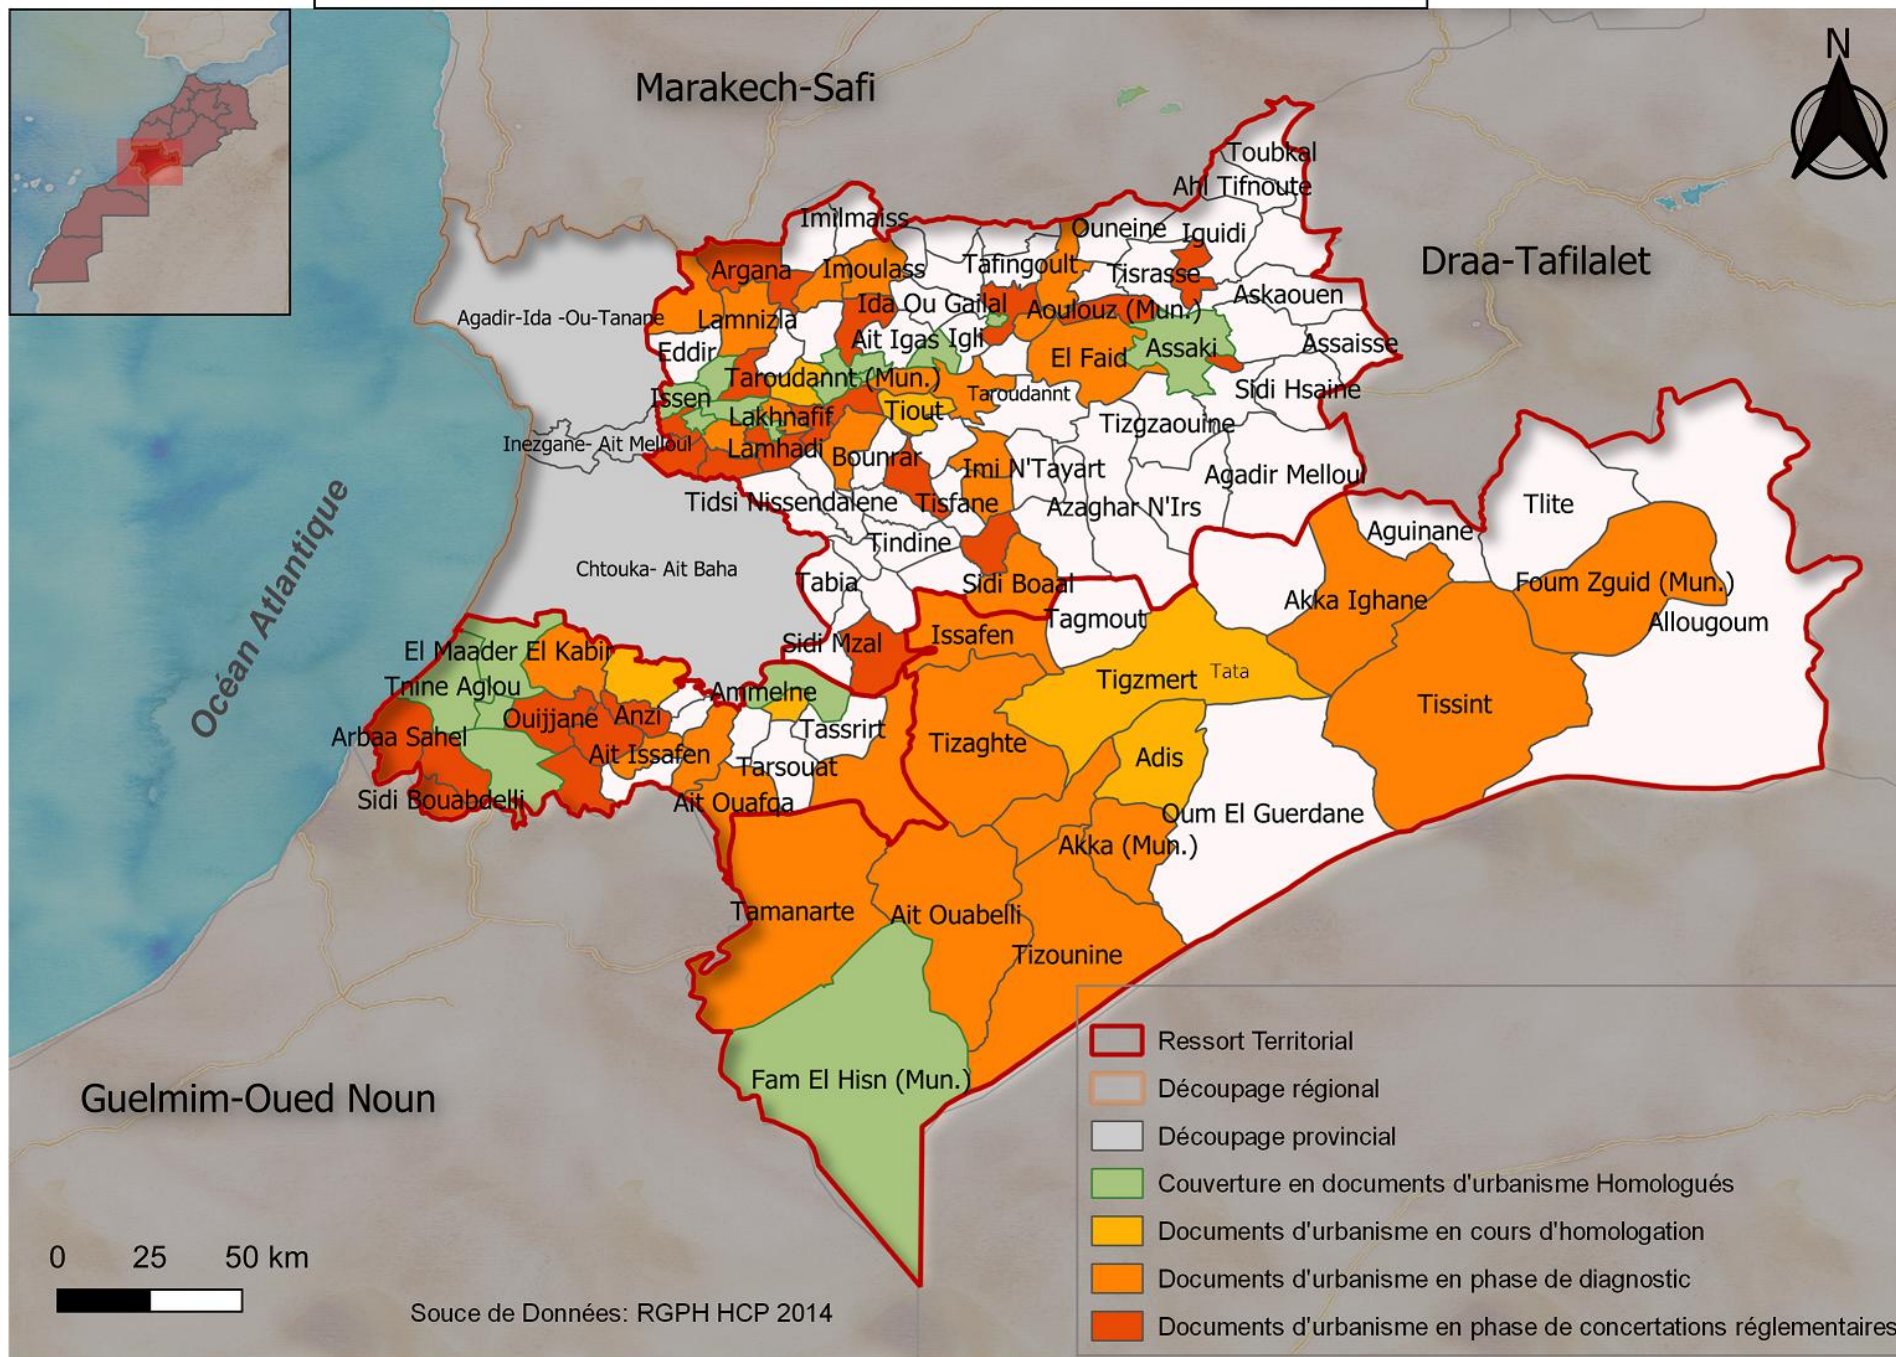 N
Marakech-Safi
Toubkal
Ahl Tifnoute
Imilmaiss
Ouneine
Iguidi
Draa-Tafilalet
Argana
Imoulass
Tafingoult
Tisrasse
Askaouen
Agadir-Ida -Ou-Tanane
Lamnizla
Ida Ou Gailal
Aoulouz (Mun.)
Eddir
Ait Igas
Igli
El Faid
Assaki
Assaisse
Taroudannt (Mun.)
Taroudannt
Sidi Hsaine
Issen
Lakhnafif
Tiout
Tizgzaouine
Inezgane- Ait Melloul
Lamhadi
Bounrar
Imi N'Tayart
Agadir Melloul
Tidsi Nissendalene
Tisfane
Azaghar N'Irs
Tlite
Aguinane
Océan Atlantique
Tindine
Chtouka- Ait Baha
Tabia
Sidi Boaal
Akka Ighane
Foum Zguid (Mun.)
Tagmout
Allougoum
Sidi Mzal
Issafen
El Maader El Kabir
Tnine Aglou
Ammelne
Tigzmert
Tata
Tissint
Ouijjane
Anzi
Tassrirt
Arbaa Sahel
Ait Issafen
Tarsouat
Tizaghte
Adis
Sidi Bouabdelli
Ait Ouafqa
Oum El Guerdane
Akka (Mun.)
Tamanarte
Ait Ouabelli
Tizounine
Fam El Hisn (Mun.)
Guelmim-Oued Noun
Ressort Territorial
Découpage régional
Découpage provincial
Couverture en documents d'urbanisme Homologués
Documents d'urbanisme en cours d'homologation
Documents d'urbanisme en phase de diagnostic
Documents d'urbanisme en phase de concertations réglementaires
0 25 50 km
Souce de Données: RGPH HCP 2014